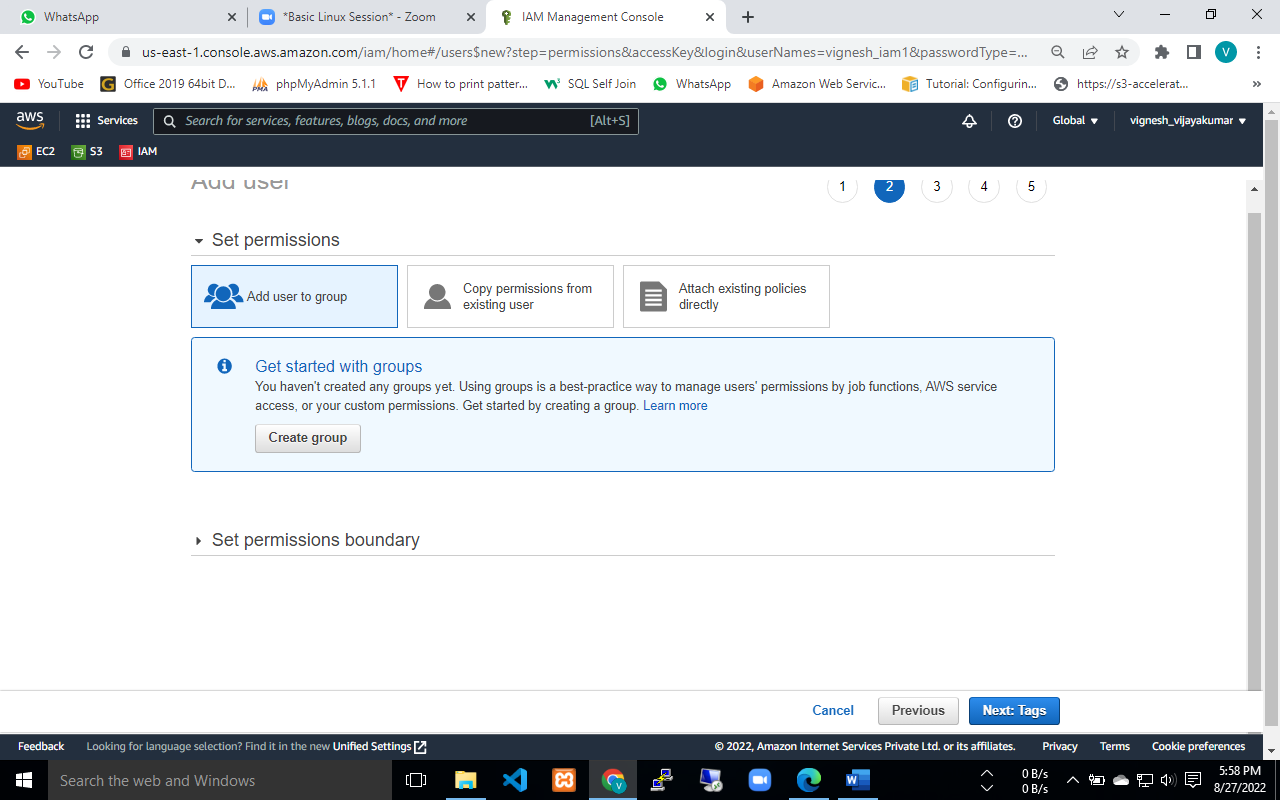 WhatsApp
*Basic Linux Session* - Zoom
IAM Management Console
us-east-1.console.aws.amazon.com/iam/home#/users$new?step=permissions&accessKey&login&userNames=vignesh_iam1&passwordType=...
V
YouTube
Office 2019 64bit D...
phpMyAdmin 5.1.1
How to print patter...
SQL Self Join
WhatsApp
Amazon Web Servic...
Tutorial: Configurin...
https://s3-accelerat...
»
aws
Services
Search for services, features, blogs, docs, and more
[Alt+S]
Global
vignesh_vijayakumar
EC2
S3
IAM
Add user
1
2
3
4
5
Set permissions
Add user to group
Copy permissions from
existing user
Attach existing policies
directly
Get started with groups
You haven't created any groups yet. Using groups is a best-practice way to manage users' permissions by job functions, AWS service
access, or your custom permissions. Get started by creating a group. Learn more
Create group
Set permissions boundary
Cancel
Previous
Next: Tags
Feedback
Looking for language selection? Find it in the new Unified Settings
© 2022, Amazon Internet Services Private Ltd. or its affiliates.
Privacy
Terms
Cookie preferences
Search the web and Windows
0 B/s
0 B/s
5:58 PM
8/27/2022